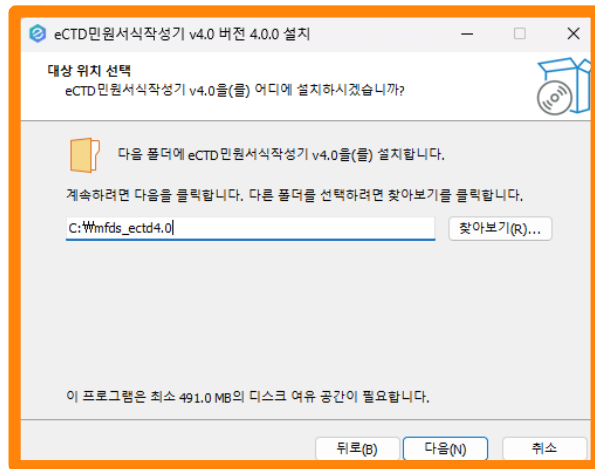 eCTD민원서식작성기 v4.0 버전 4.0.0 설치
대상 위치 선택
eCTD민원서식작성기 v4.0을(를) 어디에 설치하시겠습니까?
다음 폴더에 eCTD민원서식작성기 v4.0을(를) 설치합니다.
계속하려면 다음을 클릭합니다. 다른 폴더를 선택하려면 찾아보기를 클릭합니다.
C:₩mfds_ectd4.0
찾아보기(R)...
이 프로그램은 최소 491.0 MB의 디스크 여유 공간이 필요합니다.
뒤로(B) 다음(N) 취소